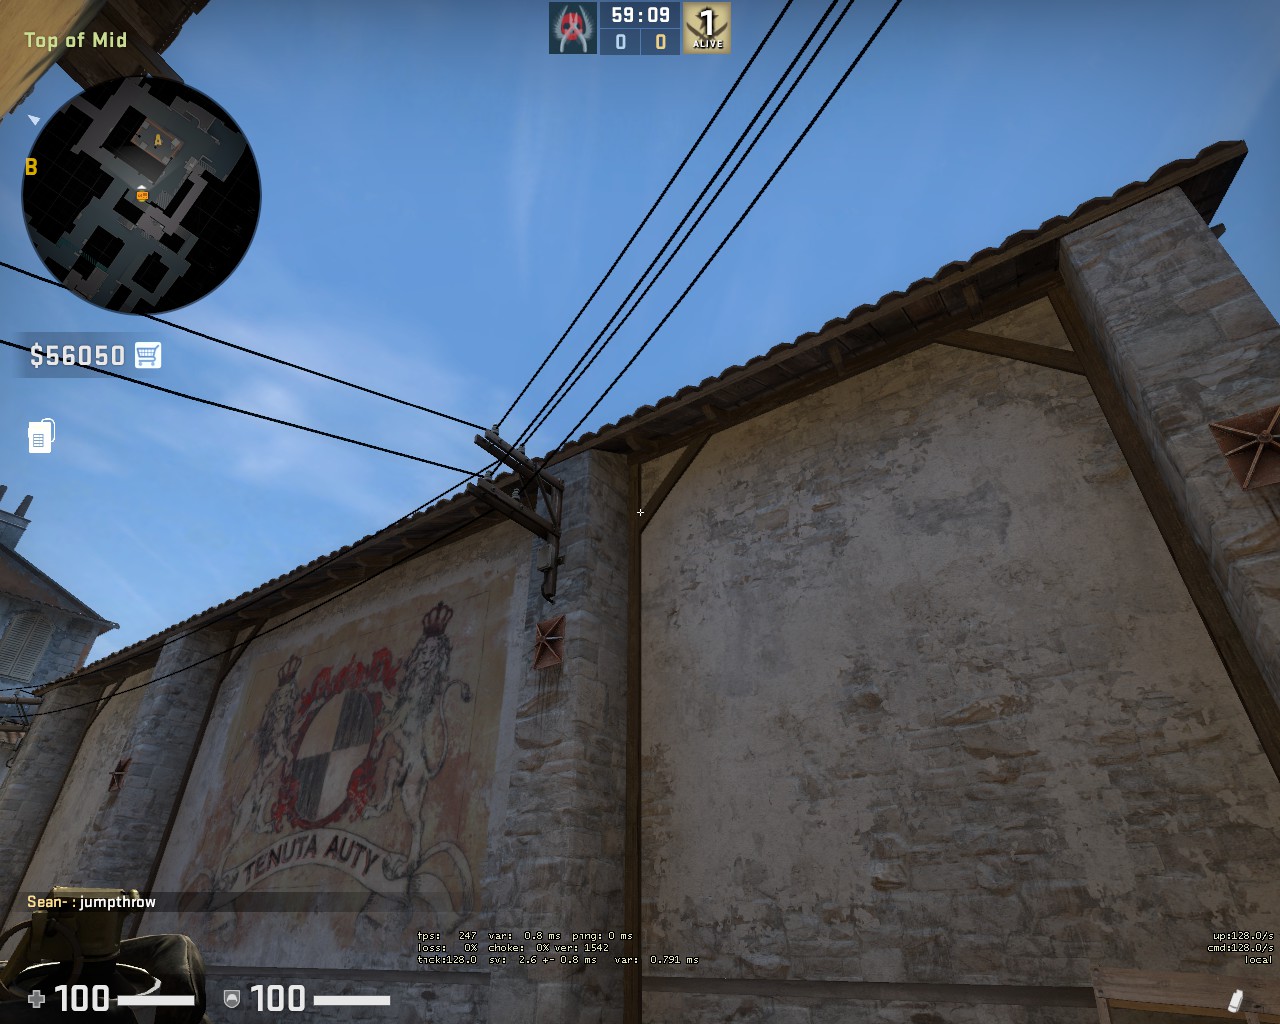 Top of Mid
59:09
0 0
1
ALIVE
A
B
$56050
TENUTA AUTY
Sean- : jumpthrow
fps: 247 var: 0.8 ms ping: 0 ms
loss: 0% choke: 0% ver: 1542
tick:128.0 sv: 2.6 +- 0.8 ms var: 0.791 ms
up:128.0/s
cmd:128.0/s
local
100 100